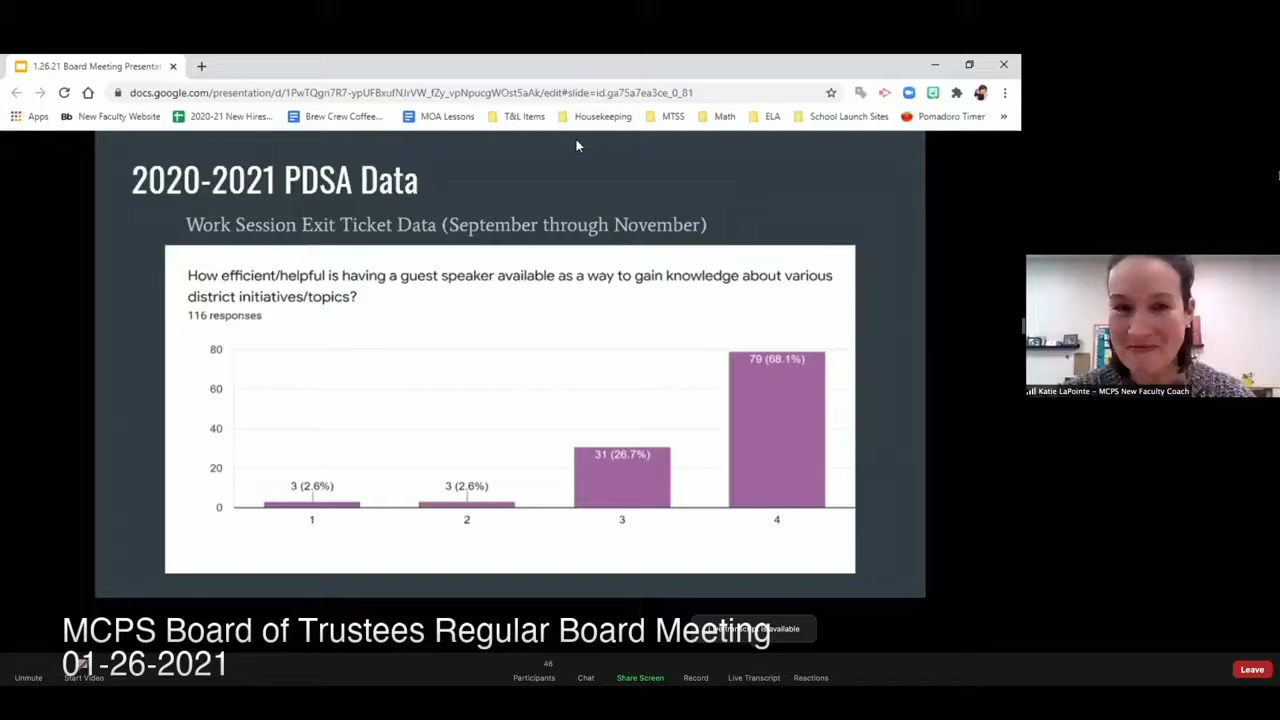 1.26.21 Board Meeting Presentat
docs.google.com/presentation/d/1PwTQgn7R7-ypUFBxufNJrVW_fZy_vpNpucgWOst5aAk/edit#slide=id.ga75a7ea3ce_0_81
Apps Bb New Faculty Website 2020-21 New Hires... Brew Crew Coffee... MOA Lessons T&L Items Housekeeping MTSS Math ELA School Launch Sites Pomadoro Timer »
2020-2021 PDSA Data
Work Session Exit Ticket Data (September through November)
How efficient/helpful is having a guest speaker available as a way to gain knowledge about various
district initiatives/topics?
116 responses
80
60
40
20
0
3 (2.6%)
3 (2.6%)
31 (26.7%)
79 (68.1%)
1 2 3 4
Katie LaPointe - MCPS New Faculty Coach
MCPS Board of Trustees Regular Board Meeting
01-26-2021
available
46
Unmute Start Video Participants Chat Share Screen Record Live Transcript Reactions Leave